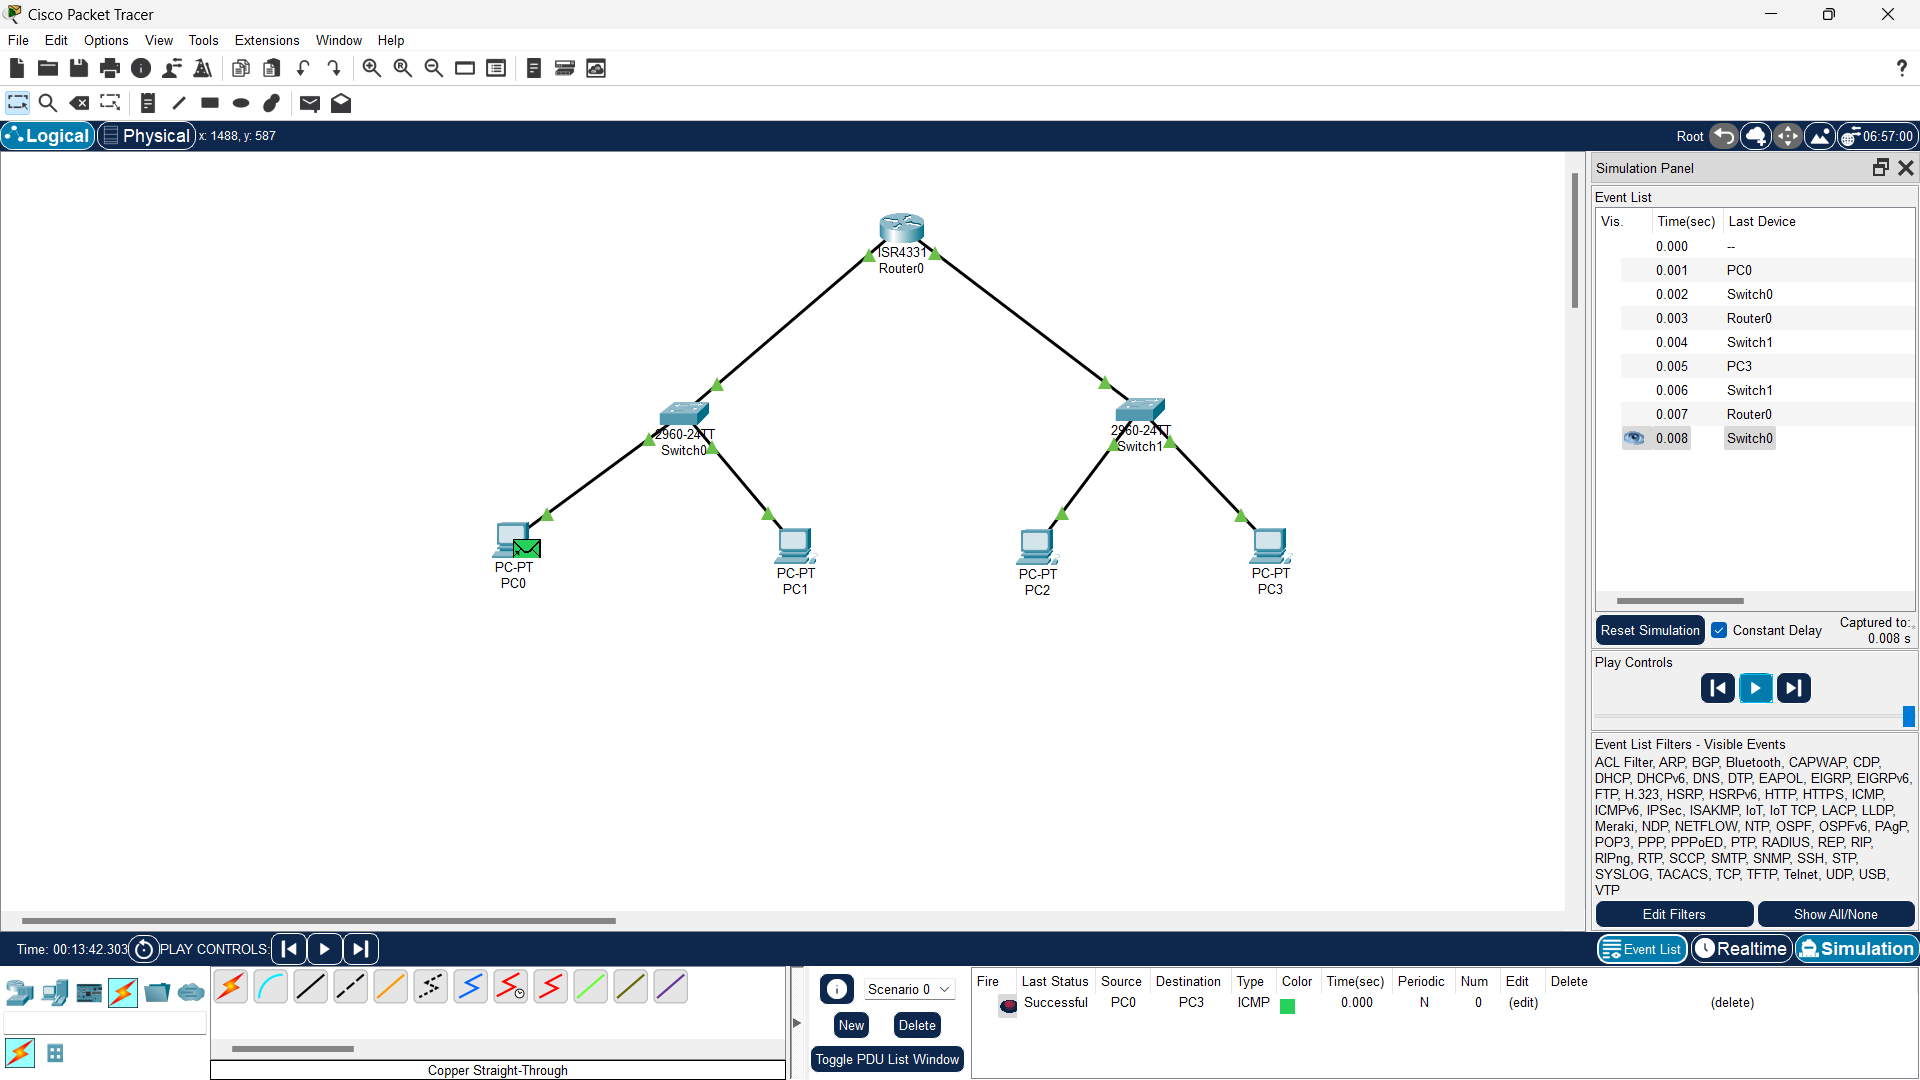 Cisco Packet Tracer
File Edit Options View Tools Extensions Window Help
?
Logical Physical x: 1488, y: 587 Root 06:57:00
Simulation Panel
Event List
Vis. Time(sec) Last Device
0.000 --
0.001 PC0
0.002 Switch0
0.003 Router0
0.004 Switch1
0.005 PC3
0.006 Switch1
0.007 Router0
0.008 Switch0
ISR4331
Router0
2960-24TT
Switch0
2960-24TT
Switch1
PC-PT
PC0
PC-PT
PC1
PC-PT
PC2
PC-PT
PC3
Reset Simulation Constant Delay Captured to:
0.008 s
Play Controls
Event List Filters - Visible Events
ACL Filter, ARP, BGP, Bluetooth, CAPWAP, CDP,
DHCP, DHCPv6, DNS, DTP, EAPOL, EIGRP, EIGRPv6,
FTP, H.323, HSRP, HSRPv6, HTTP, HTTPS, ICMP,
ICMPv6, IPSec, ISAKMP, IoT, IoT TCP, LACP, LLDP,
Meraki, NDP, NETFLOW, NTP, OSPF, OSPFv6, PAgP,
POP3, PPP, PPPoED, PTP, RADIUS, REP, RIP,
RIPng, RTP, SCCP, SMTP, SNMP, SSH, STP,
SYSLOG, TACACS, TCP, TFTP, Telnet, UDP, USB,
VTP
Edit Filters Show All/None
Time: 00:13:42.303 PLAY CONTROLS: Event List Realtime Simulation
Scenario 0
New Delete
Toggle PDU List Window
Fire Last Status Source Destination Type Color Time(sec) Periodic Num Edit Delete
Successful PC0 PC3 ICMP 0.000 N 0 (edit) (delete)
Copper Straight-Through